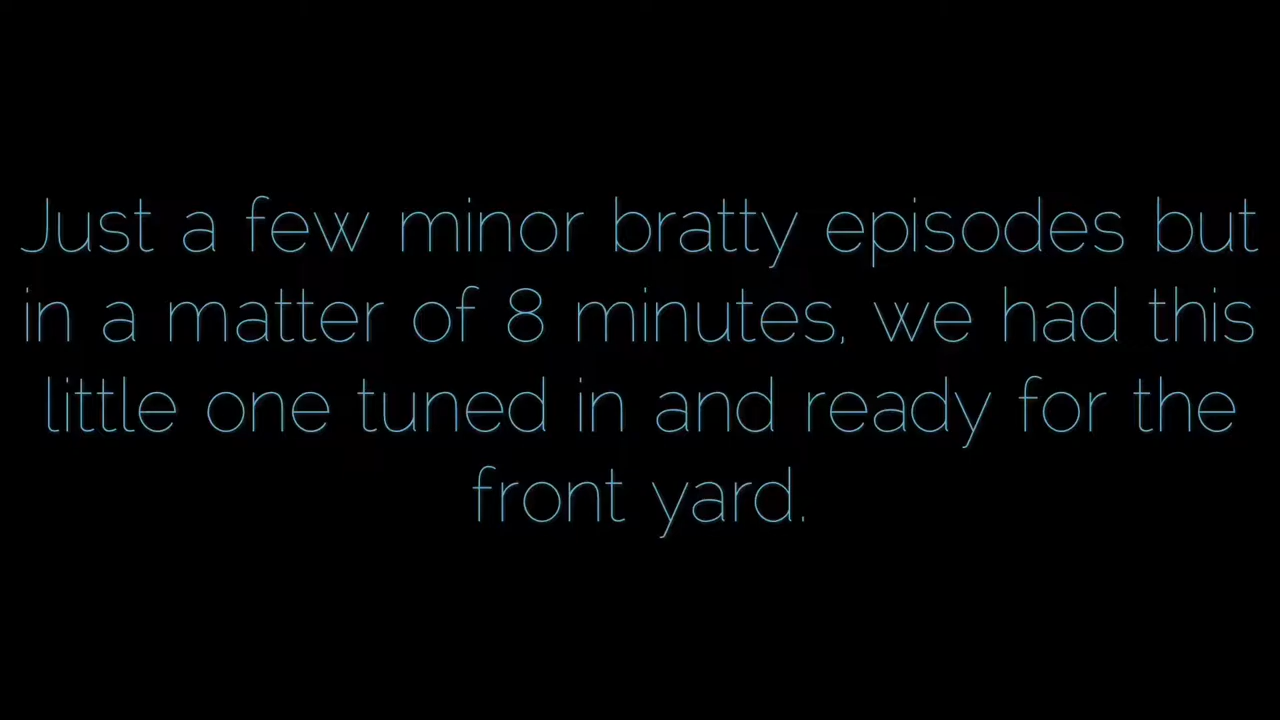 Just a few minor bratty episodes but
in a matter of 8 minutes, we had this
little one tuned in and ready for the
front yard.